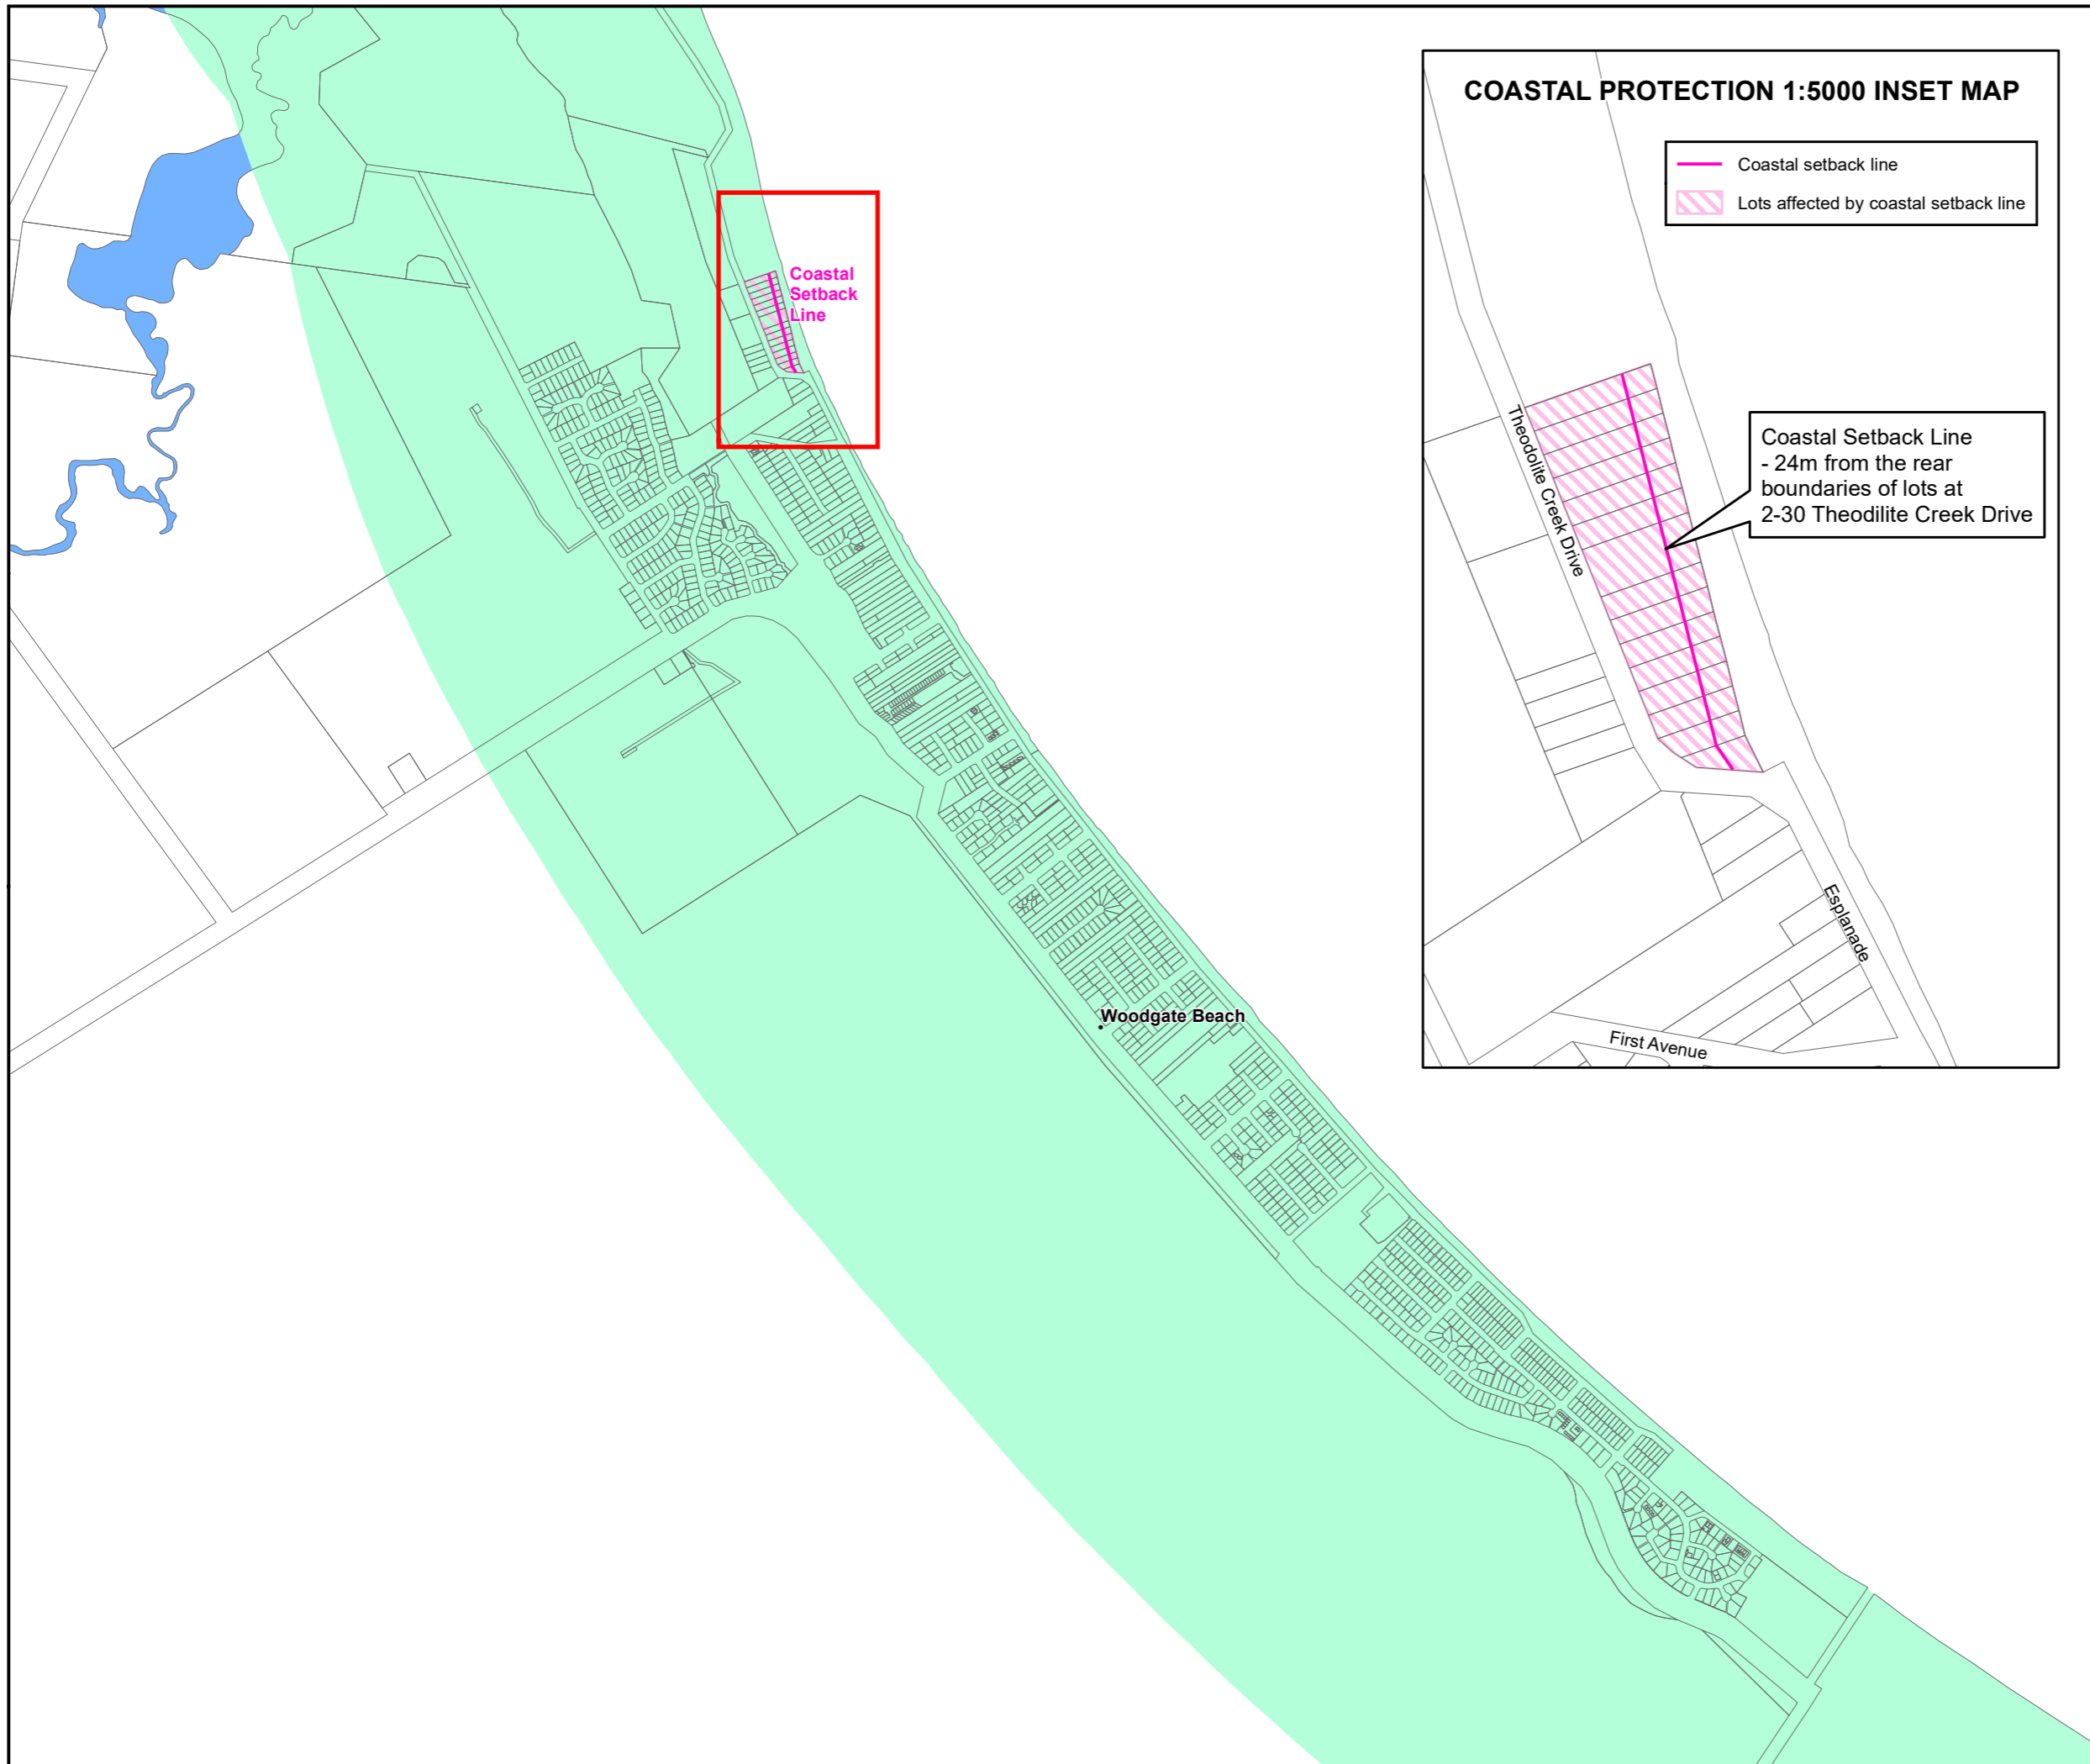 Coastal
Setback
Line
Woodgate Beach
COASTAL PROTECTION 1:5000 INSET MAP
Coastal setback line
Lots affected by coastal setback line
Theodolite Creek Drive
Coastal Setback Line
- 24m from the rear
boundaries of lots at
2-30 Theodilite Creek Drive
Esplanade
First Avenue